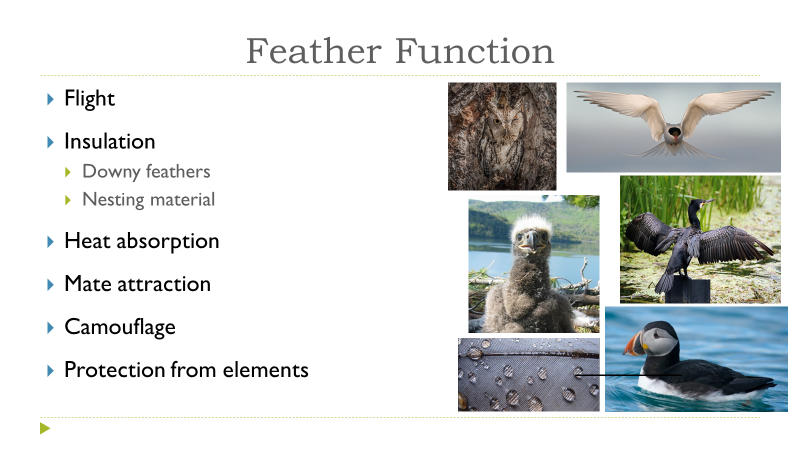 Feather Function
Flight
Insulation
Downy feathers
Nesting material
Heat absorption
Mate attraction
Camouflage
Protection from elements